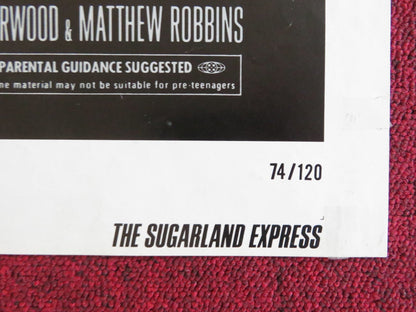 RWOOD & MATTHEW ROBBINS
PARENTAL GUIDANCE SUGGESTED
material may not be suitable for pre-teenagers
74/120
THE SUGARLAND EXPRESS